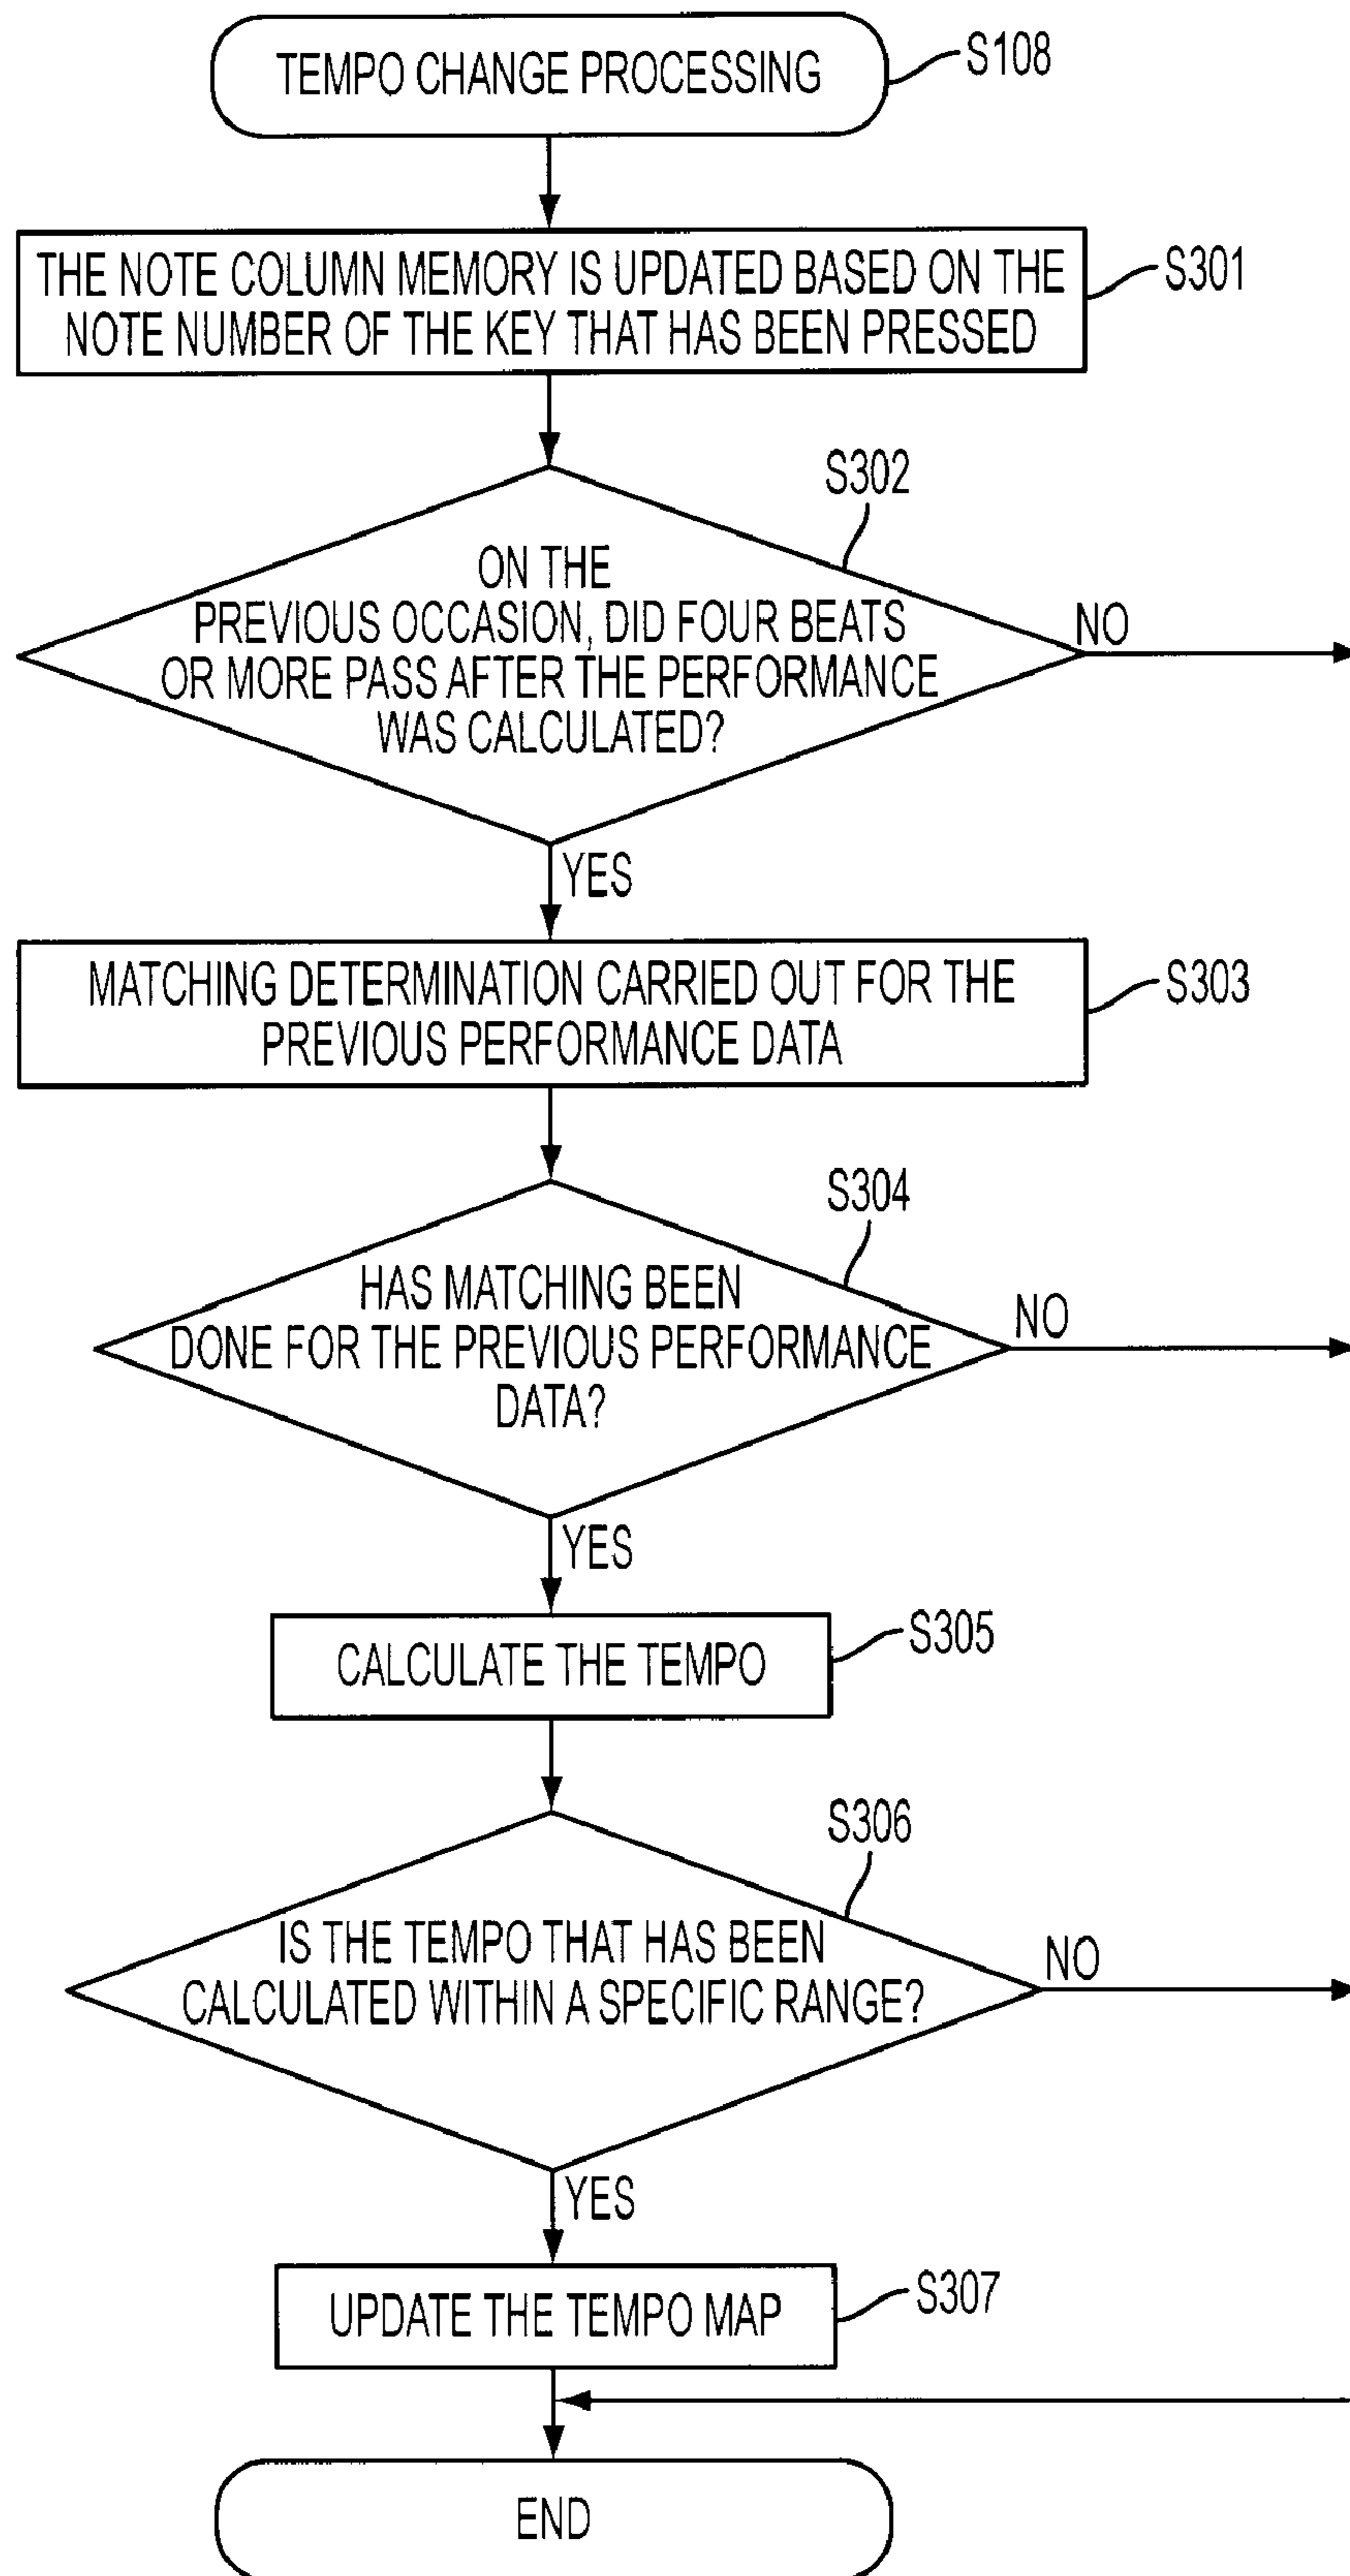 TEMPO CHANGE PROCESSING
S108
THE NOTE COLUMN MEMORY IS UPDATED BASED ON THE
NOTE NUMBER OF THE KEY THAT HAS BEEN PRESSED
S301
S302
ON THE
PREVIOUS OCCASION, DID FOUR BEATS
OR MORE PASS AFTER THE PERFORMANCE
WAS CALCULATED?
NO
YES
MATCHING DETERMINATION CARRIED OUT FOR THE
PREVIOUS PERFORMANCE DATA
S303
S304
HAS MATCHING BEEN
DONE FOR THE PREVIOUS PERFORMANCE
DATA?
NO
YES
CALCULATE THE TEMPO
S305
S306
IS THE TEMPO THAT HAS BEEN
CALCULATED WITHIN A SPECIFIC RANGE?
NO
YES
UPDATE THE TEMPO MAP
S307
END